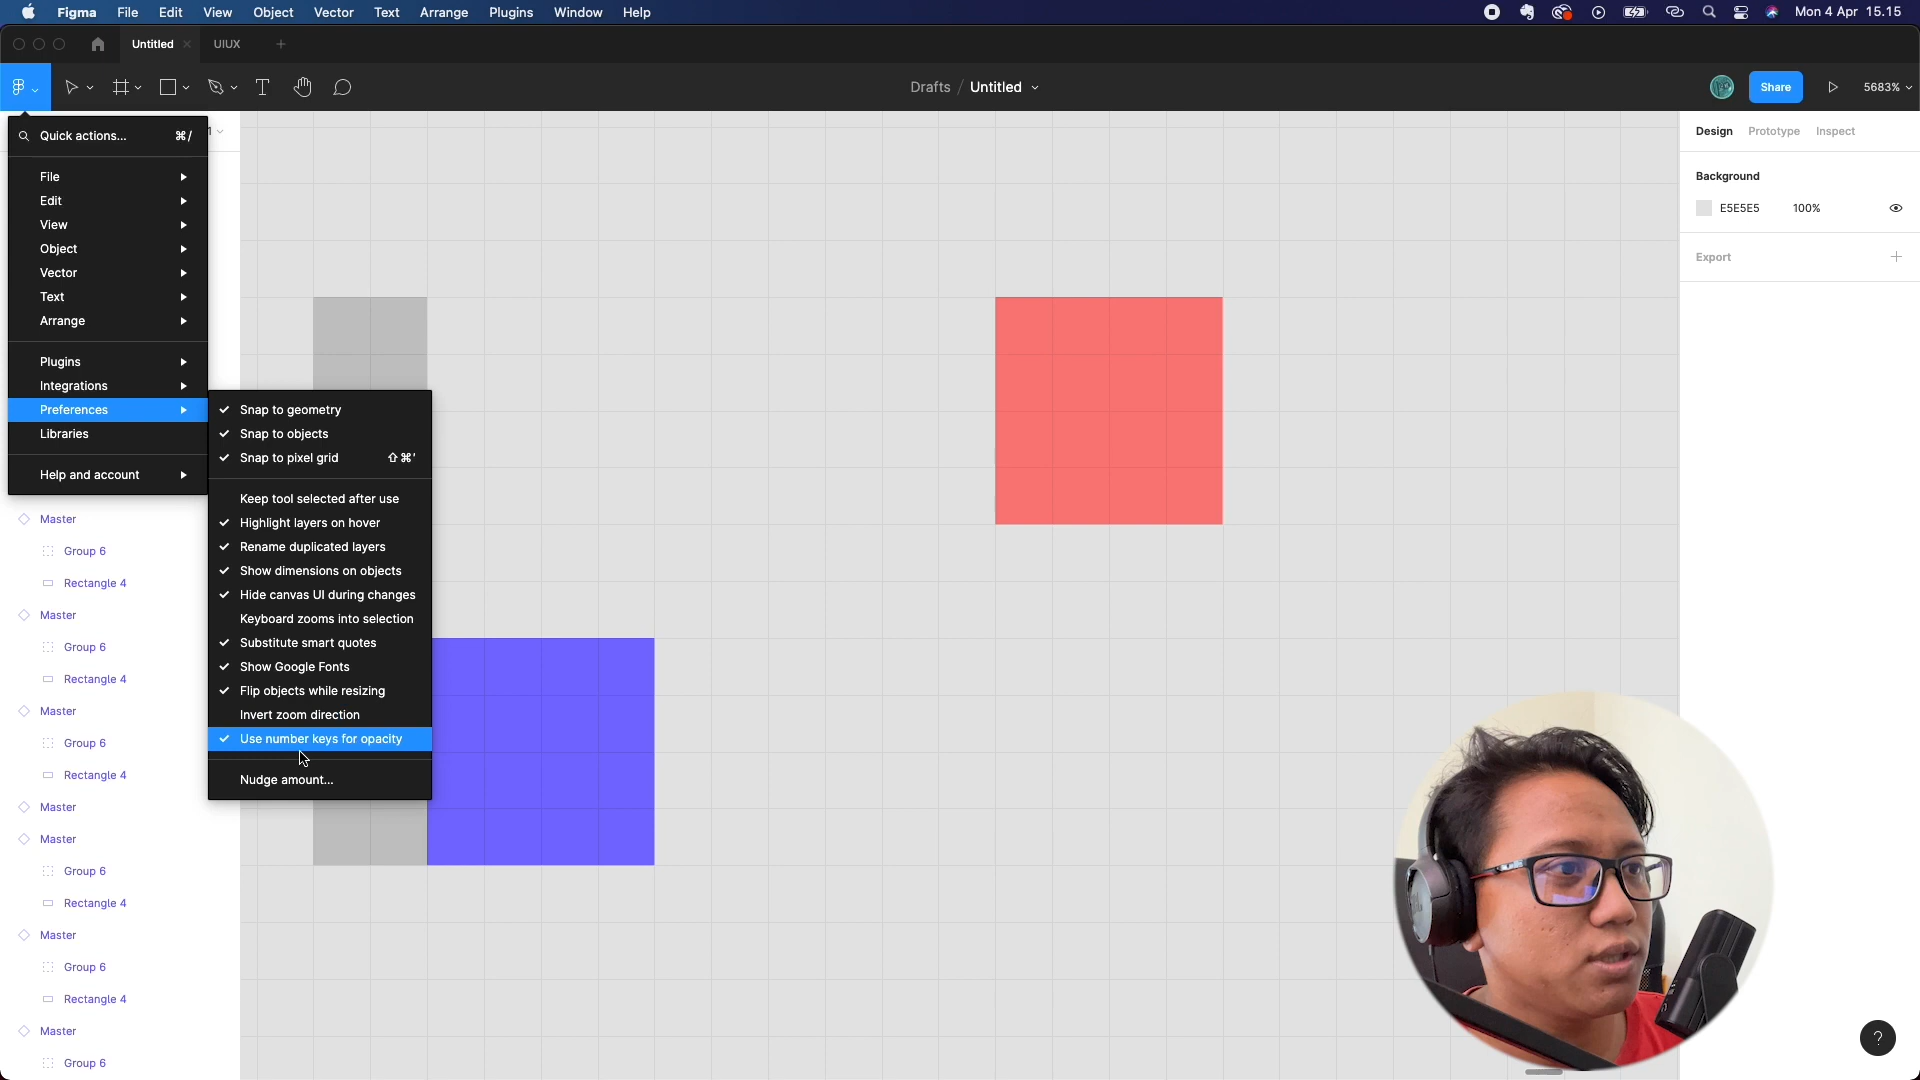 Figma File Edit View Object Vector Text Arrange Plugins Window Help Mon 4 Apr 15.15
Untitled UIUX
Drafts / Untitled Share 5683%
Quick actions... ⌘/
File
Edit
View
Object
Vector
Text
Arrange
Plugins
Integrations
Preferences
Libraries
Help and account
Snap to geometry
Snap to objects
Snap to pixel grid ⇧⌘'
Keep tool selected after use
Highlight layers on hover
Rename duplicated layers
Show dimensions on objects
Hide canvas UI during changes
Keyboard zooms into selection
Substitute smart quotes
Show Google Fonts
Flip objects while resizing
Invert zoom direction
Use number keys for opacity
Nudge amount...
Master
Group 6
Rectangle 4
Master
Group 6
Rectangle 4
Master
Group 6
Rectangle 4
Master
Master
Group 6
Rectangle 4
Master
Group 6
Rectangle 4
Master
Group 6
Design Prototype Inspect
Background
E5E5E5 100%
Export
?